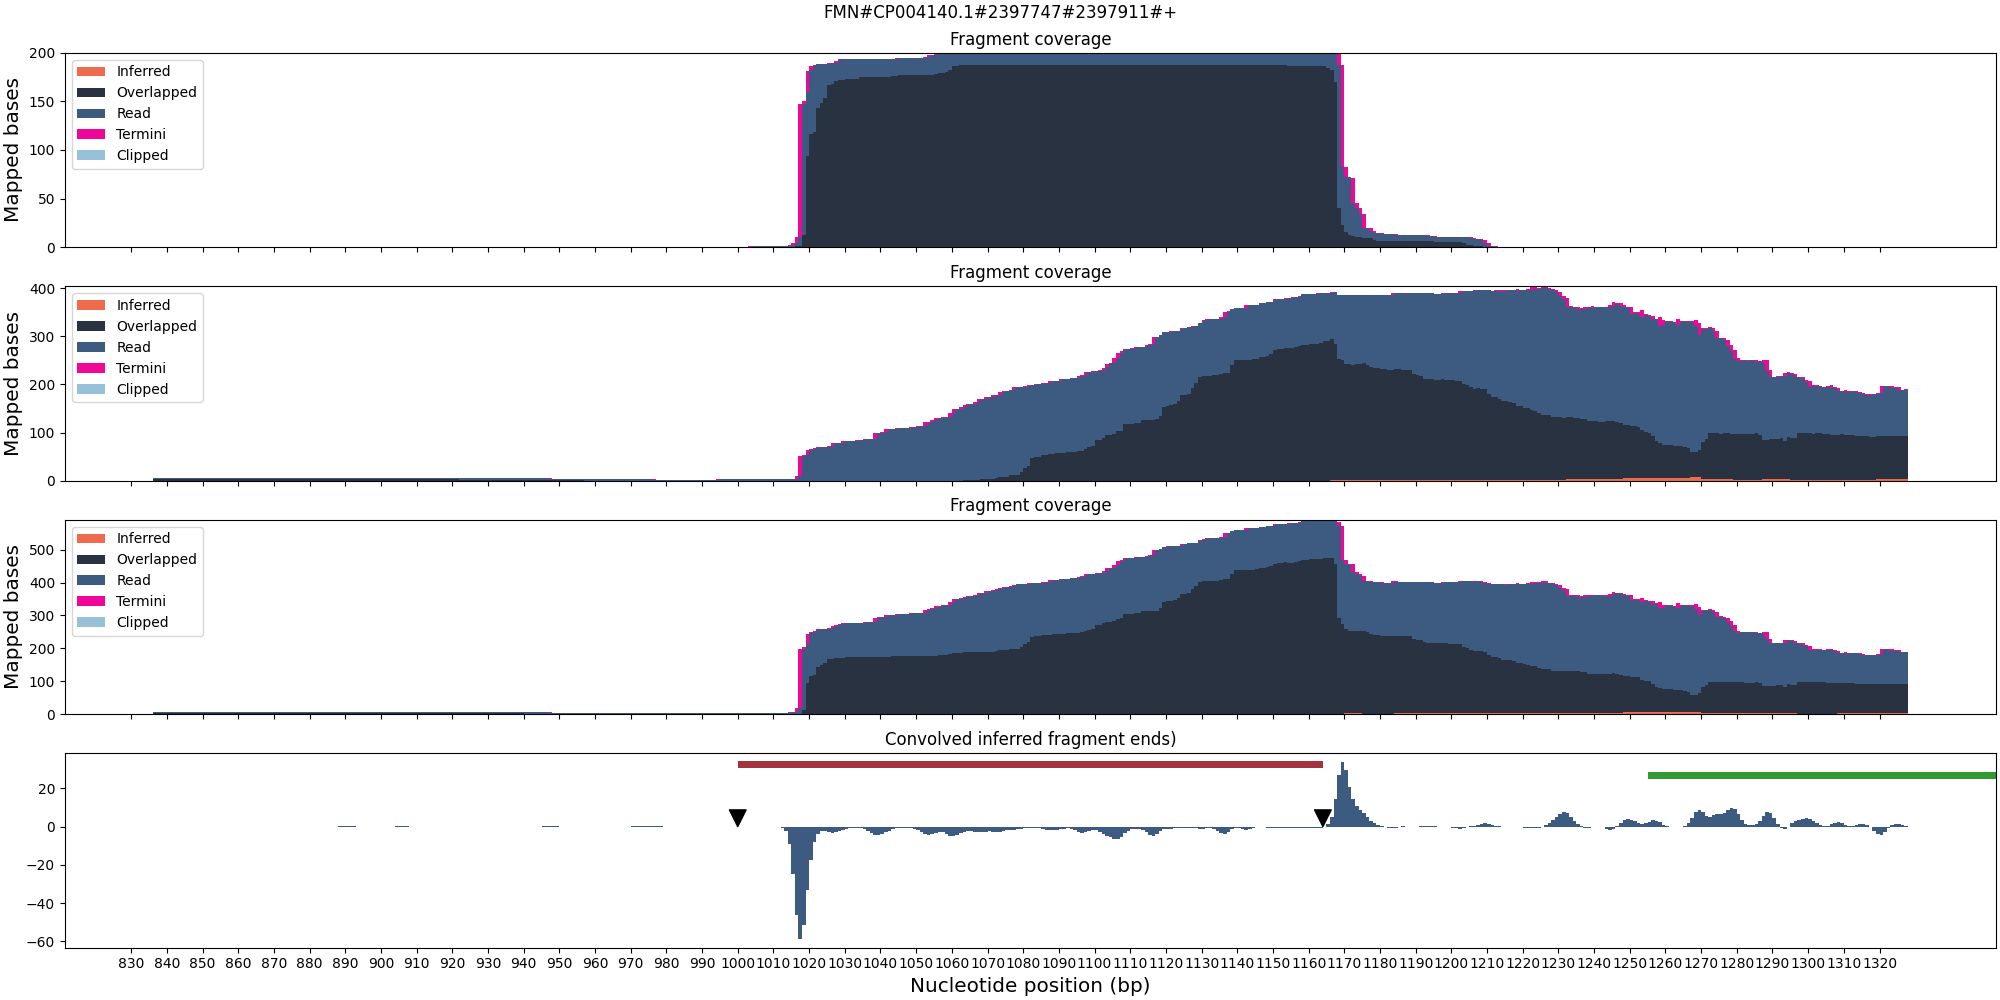 FMN#CP004140.1#2397747#2397911#+
Fragment coverage
Mapped bases
200
150
100
50
0
Inferred
Overlapped
Read
Termini
Clipped
Fragment coverage
Mapped bases
400
300
200
100
0
Inferred
Overlapped
Read
Termini
Clipped
Fragment coverage
Mapped bases
500
400
300
200
100
0
Inferred
Overlapped
Read
Termini
Clipped
Convolved inferred fragment ends)
20
0
−20
−40
−60
830 840 850 860 870 880 890 900 910 920 930 940 950 960 970 980 990 1000 1010 1020 1030 1040 1050 1060 1070 1080 1090 1100 1110 1120 1130 1140 1150 1160 1170 1180 1190 1200 1210 1220 1230 1240 1250 1260 1270 1280 1290 1300 1310 1320
Nucleotide position (bp)